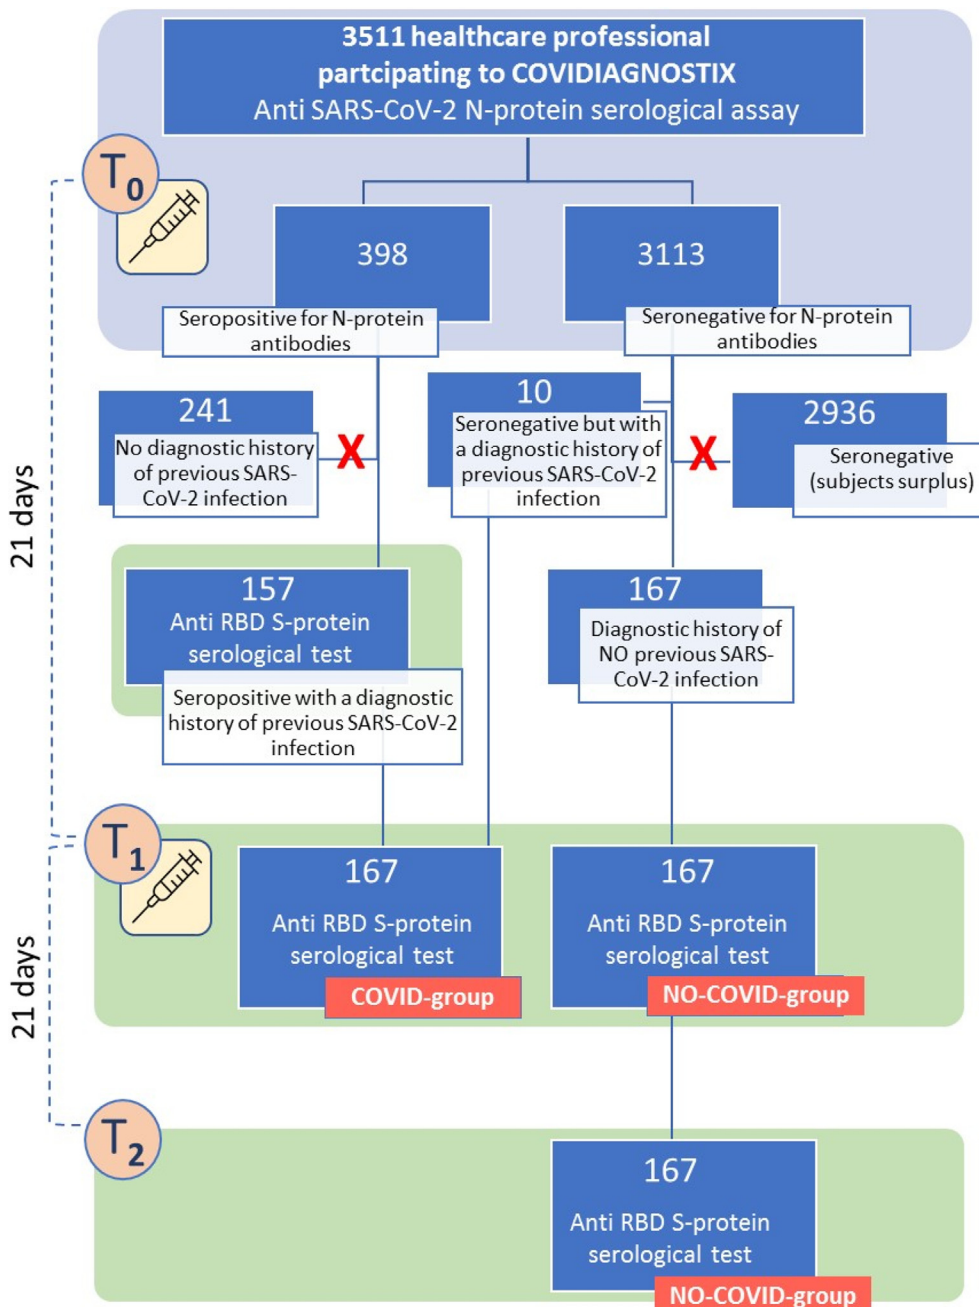 3511 healthcare professional
partcipating to COVIDIAGNOSTIX
Anti SARS-CoV-2 N-protein serological assay
T0
398
3113
Seropositive for N-protein
antibodies
Seronegative for N-protein
antibodies
241
No diagnostic history
of previous SARS-
CoV-2 infection
X
10
Seronegative but with
a diagnostic history of
previous SARS-CoV-2
infection
X
2936
Seronegative
(subjects surplus)
21 days
157
Anti RBD S-protein
serological test
Seropositive with a diagnostic
history of previous SARS-CoV-2
infection
167
Diagnostic history of
NO previous SARS-
CoV-2 infection
T1
167
Anti RBD S-protein
serological test
COVID-group
167
Anti RBD S-protein
serological test
NO-COVID-group
21 days
T2
167
Anti RBD S-protein
serological test
NO-COVID-group